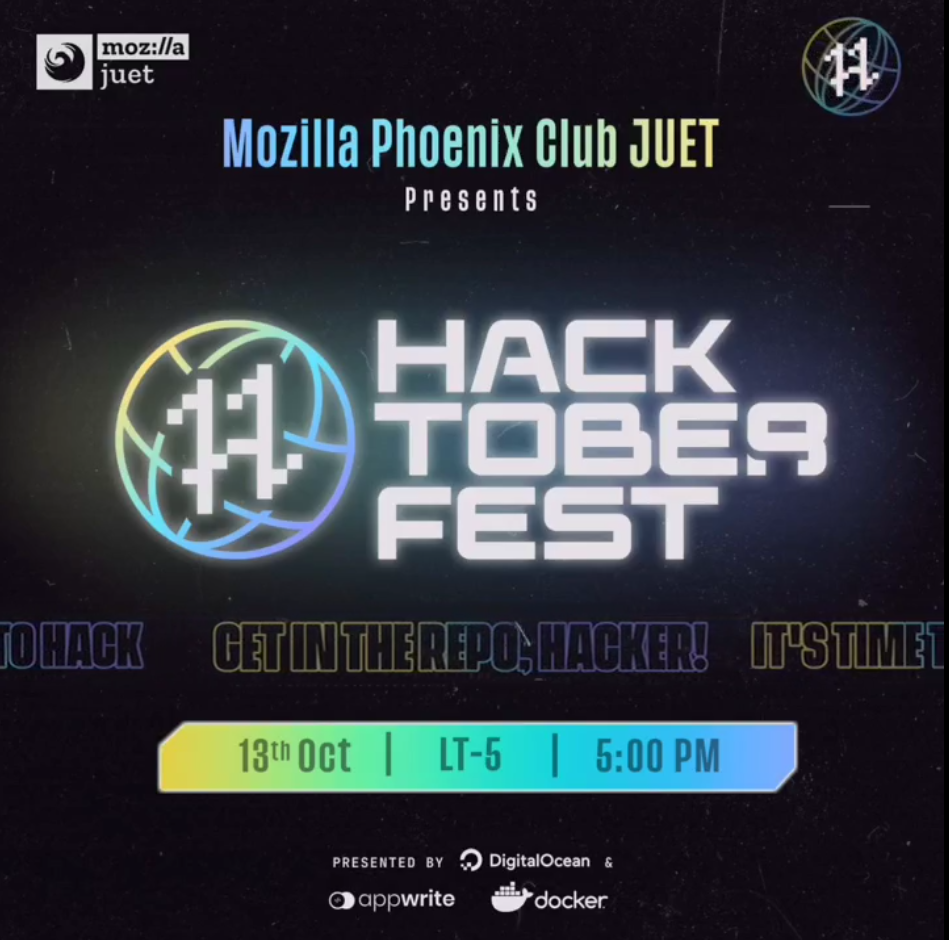 moz://a
juet
Mozilla Phoenix Club JUET
Presents
HACK
TOBER
FEST
TO HACK GET IN THE REPO, HACKER! IT'S TIME T
13th Oct | LT-5 | 5:00 PM
PRESENTED BY DigitalOcean &
appwrite docker